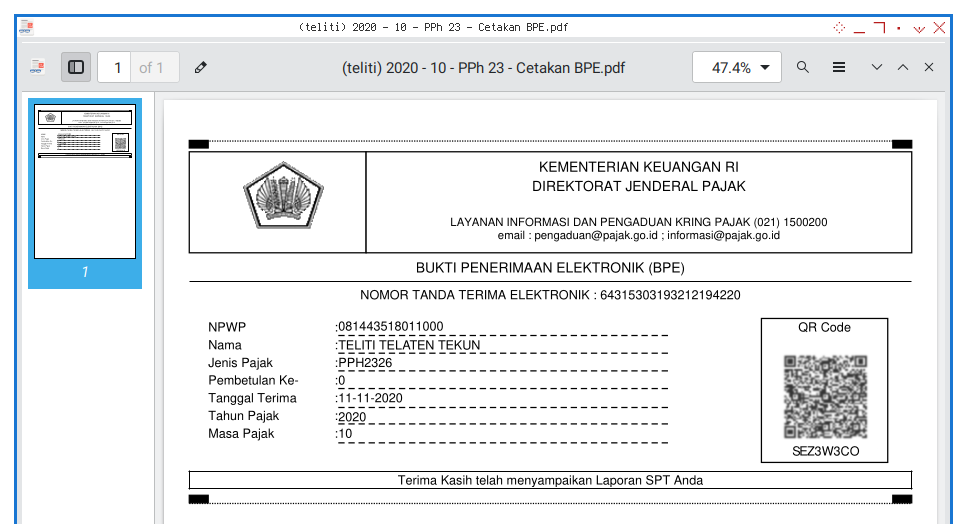 (teliti) 2020 - 10 - PPh 23 - Cetakan BPE.pdf
1 of 1
(teliti) 2020 - 10 - PPh 23 - Cetakan BPE.pdf
47.4%
1
KEMENTERIAN KEUANGAN RI
DIREKTORAT JENDERAL PAJAK
LAYANAN INFORMASI DAN PENGADUAN KRING PAJAK (021) 1500200
email : pengaduan@pajak.go.id ; informasi@pajak.go.id
BUKTI PENERIMAAN ELEKTRONIK (BPE)
NOMOR TANDA TERIMA ELEKTRONIK : 64315303193212194220
NPWP :081443518011000
Nama :TELITI TELATEN TEKUN
Jenis Pajak :PPH2326
Pembetulan Ke- :0
Tanggal Terima :11-11-2020
Tahun Pajak :2020
Masa Pajak :10
QR Code
SEZ3W3CO
Terima Kasih telah menyampaikan Laporan SPT Anda